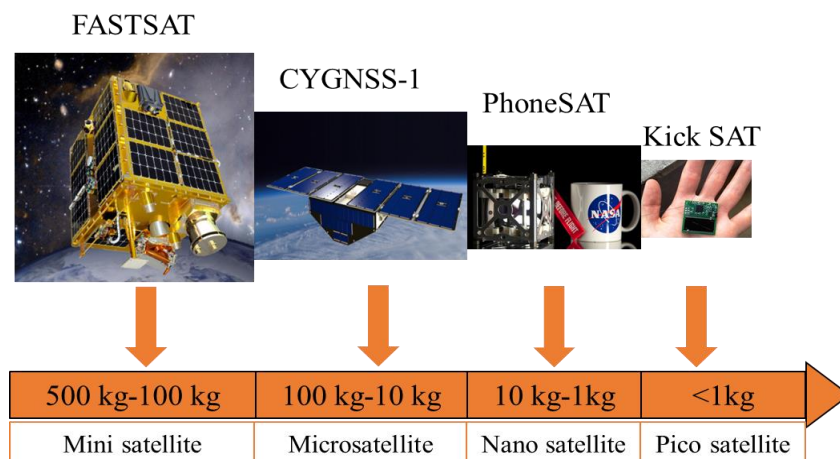 FASTSAT
CYGNSS-1
PhoneSAT
Kick SAT
NASA
500 kg-100 kg
100 kg-10 kg
10 kg-1kg
<1kg
Mini satellite
Microsatellite
Nano satellite
Pico satellite